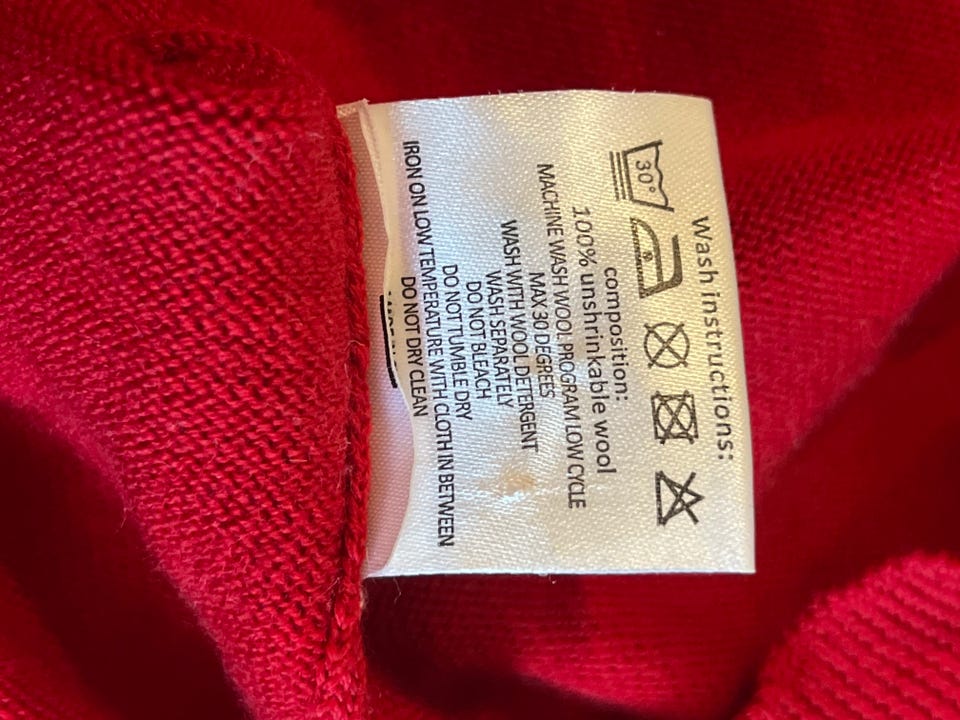 Wash instructions:
30°
composition:
100% unshrinkable wool
MACHINE WASH WOOL PROGRAM LOW CYCLE
MAX 30 DEGREES
WASH WITH WOOL DETERGENT
WASH SEPARATELY
DO NOT BLEACH
DO NOT TUMBLE DRY
IRON ON LOW TEMPERATURE WITH CLOTH IN BETWEEN
DO NOT DRY CLEAN